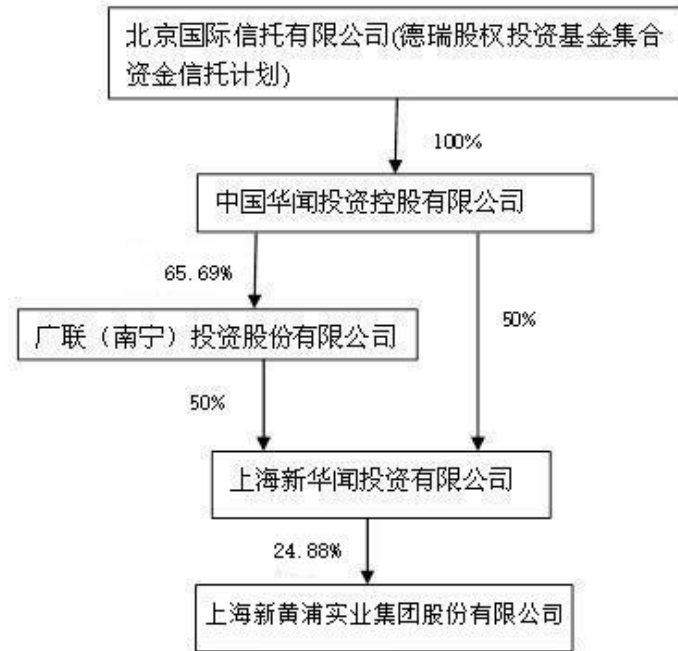 北京国际信托有限公司(德瑞股权投资基金集合
资金信托计划)
100%
中国华闻投资控股有限公司
65.69%
50%
广联（南宁）投资股份有限公司
50%
上海新华闻投资有限公司
24.88%
上海新黄浦实业集团股份有限公司